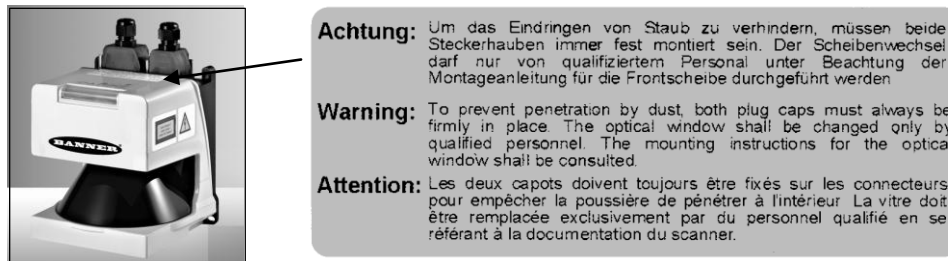 BANNER
Achtung: Um das Eindringen von Staub zu verhindern, müssen beide
Steckerhauben immer fest montiert sein. Der Scheibenwechsel
darf nur von qualifiziertem Personal unter Beachtung der
Montageanleitung für die Frontscheibe durchgeführt werden
Warning: To prevent penetration by dust, both plug caps must always be
firmly in place. The optical window shall be changed only by
qualified personnel. The mounting instructions for the optical
window shall be consulted.
Attention: Les deux capots doivent toujours être fixés sur les connecteurs
pour empêcher la poussière de pénétrer à l'intérieur La vitre doit
être remplacée exclusivement par du personnel qualifié en se
référant à la documentation du scanner.